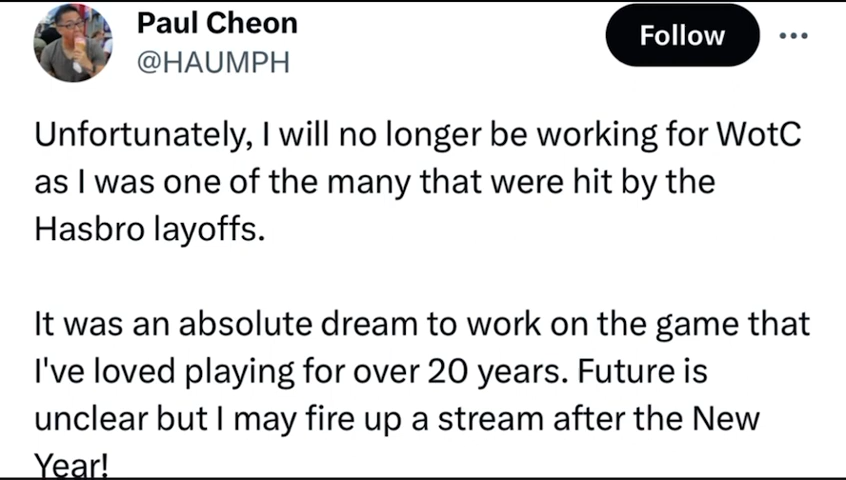 Paul Cheon
Follow
@HAUMPH
Unfortunately, I will no longer be working for WotC
as I was one of the many that were hit by the
Hasbro layoffs.
It was an absolute dream to work on the game that
I've loved playing for over 20 years. Future is
unclear but I may fire up a stream after the New
Year!